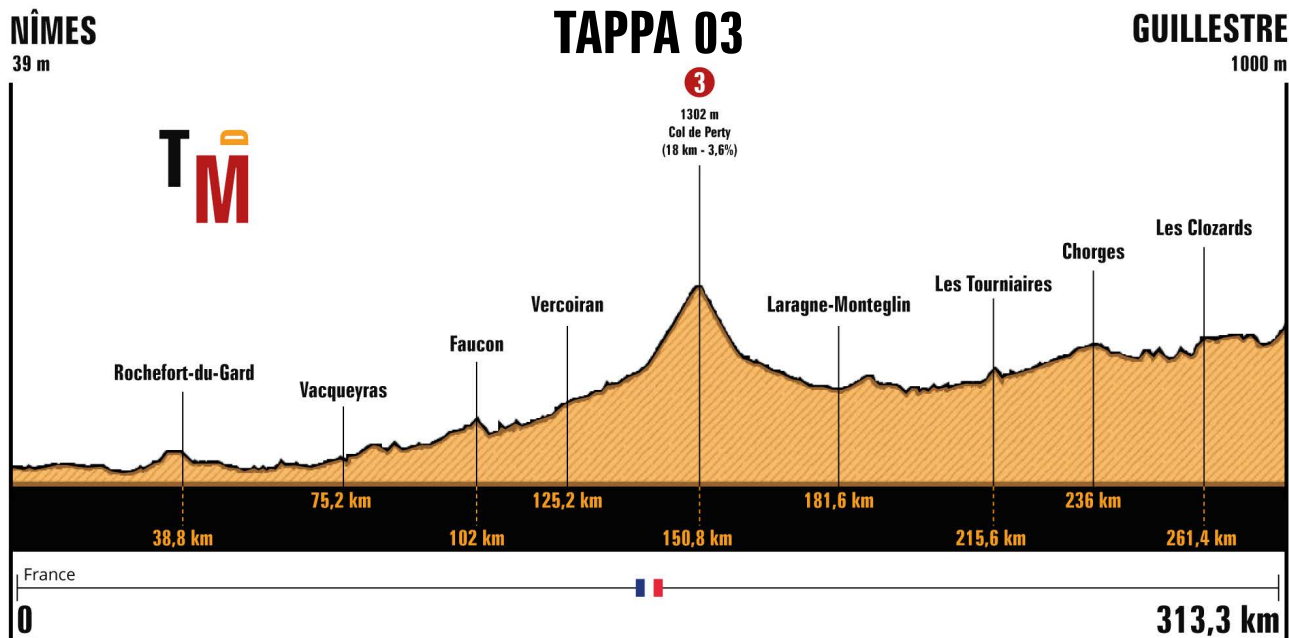 NÎMES
39 m
TAPPA 03
GUILLESTRE
1000 m
3
1302 m
Col de Perty
(18 km - 3,6%)
T
D
M
Rochefort-du-Gard
Vacqueyras
Faucon
Vercoiran
Laragne-Monteglin
Les Tourniaires
Chorges
Les Clozards
75,2 km
125,2 km
181,6 km
236 km
38,8 km
102 km
150,8 km
215,6 km
261,4 km
France
0
313,3 km